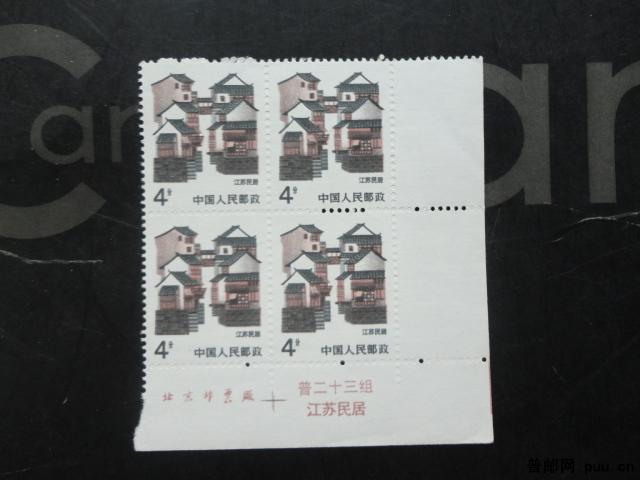 Can
an
江苏民居
4分
中国人民邮政
江苏民居
4分
中国人民邮政
江苏民居
4分
中国人民邮政
江苏民居
4分
中国人民邮政
北京邮票厂
普二十三组
江苏民居
普邮网 puu.cn